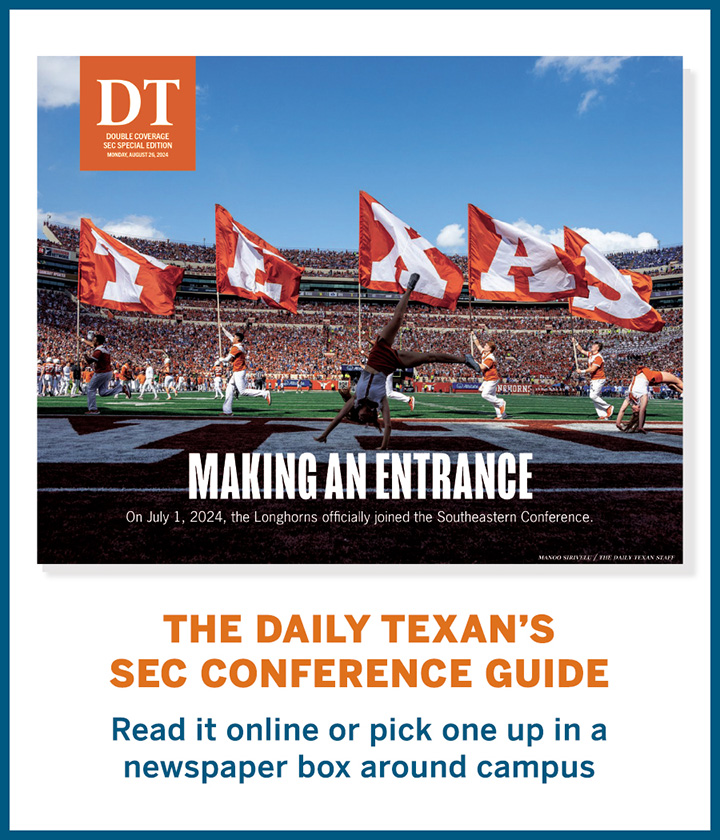 DT
DOUBLE COVERAGE
SEC SPECIAL EDITION
MONDAY, AUGUST 26, 2024
T E X A S
LONGHORNS
MAKING AN ENTRANCE
On July 1, 2024, the Longhorns officially joined the Southeastern Conference.
MANOO SIRIVELU / THE DAILY TEXAN STAFF
THE DAILY TEXAN’S
SEC CONFERENCE GUIDE
Read it online or pick one up in a
newspaper box around campus